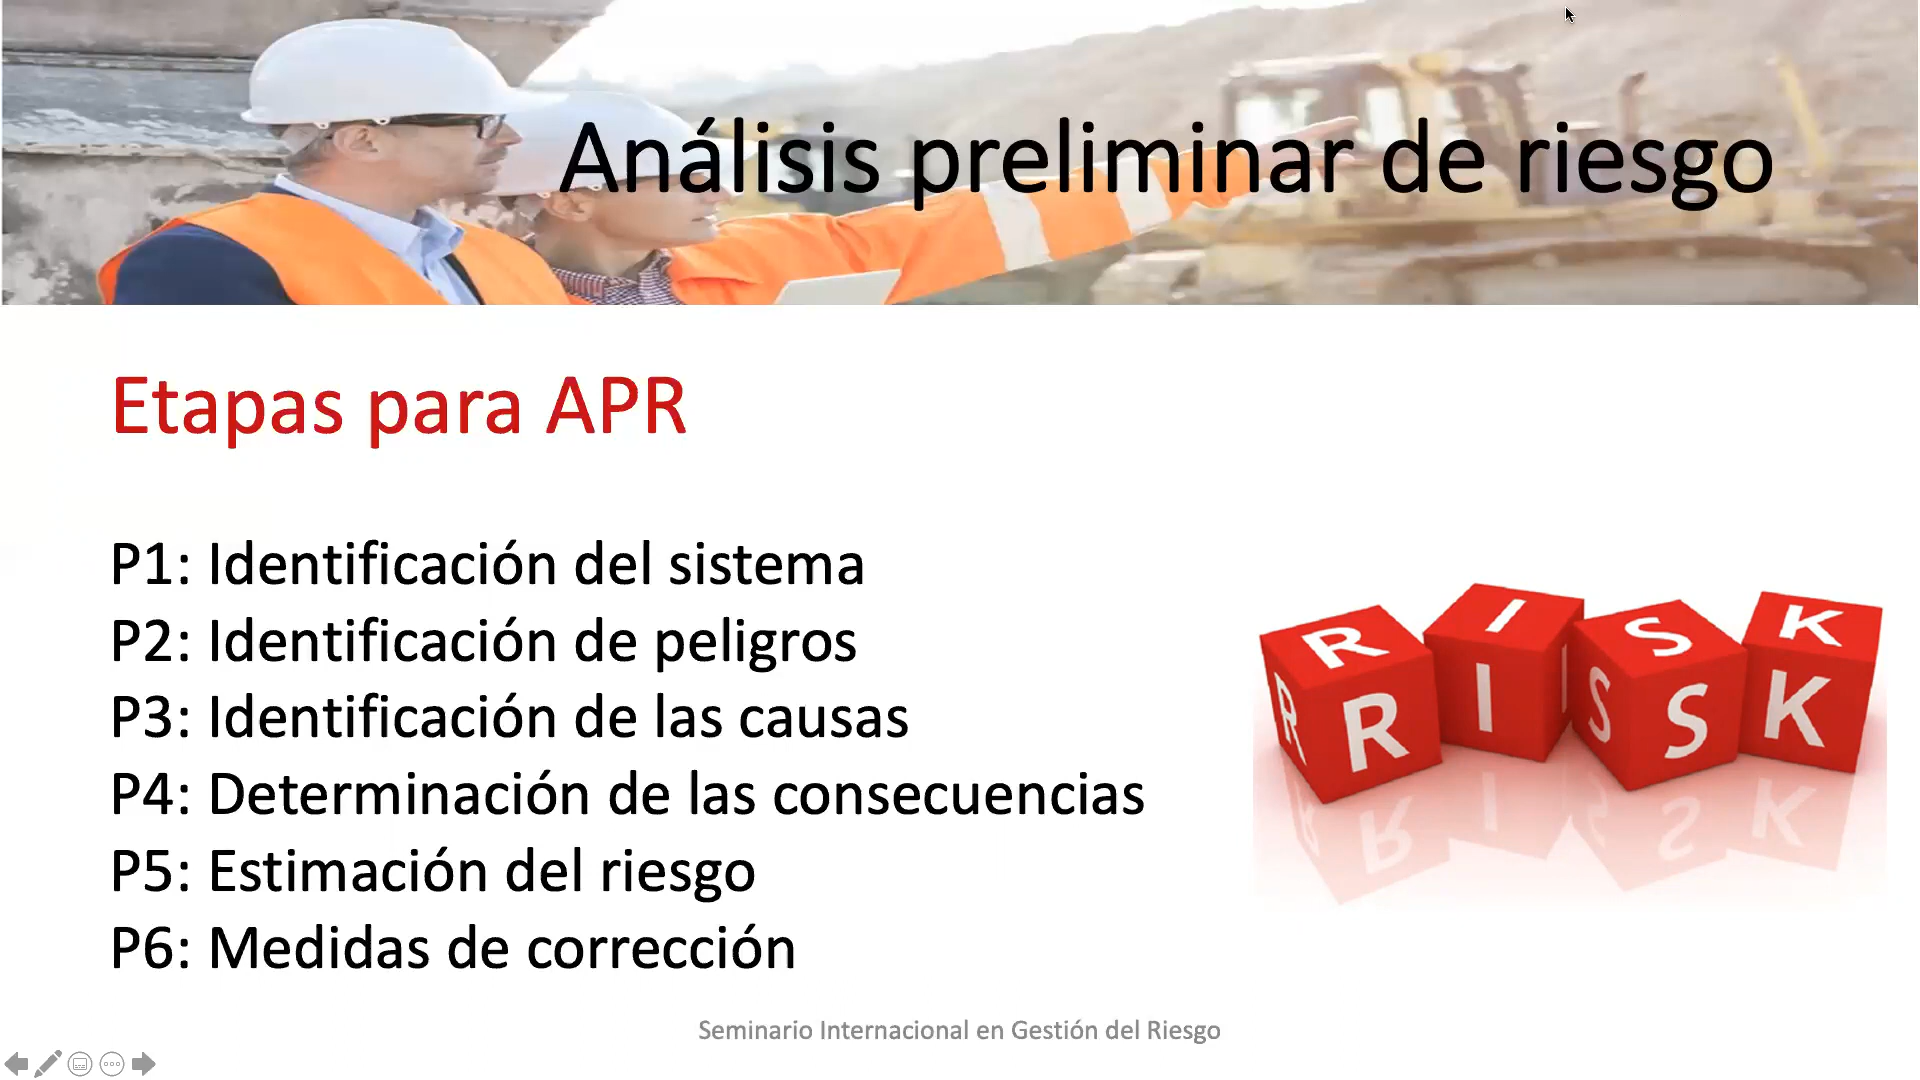 Análisis preliminar de riesgo
Etapas para APR
P1: Identificación del sistema
P2: Identificación de peligros
P3: Identificación de las causas
P4: Determinación de las consecuencias
P5: Estimación del riesgo
P6: Medidas de corrección
RISK
RISK
Seminario Internacional en Gestión del Riesgo